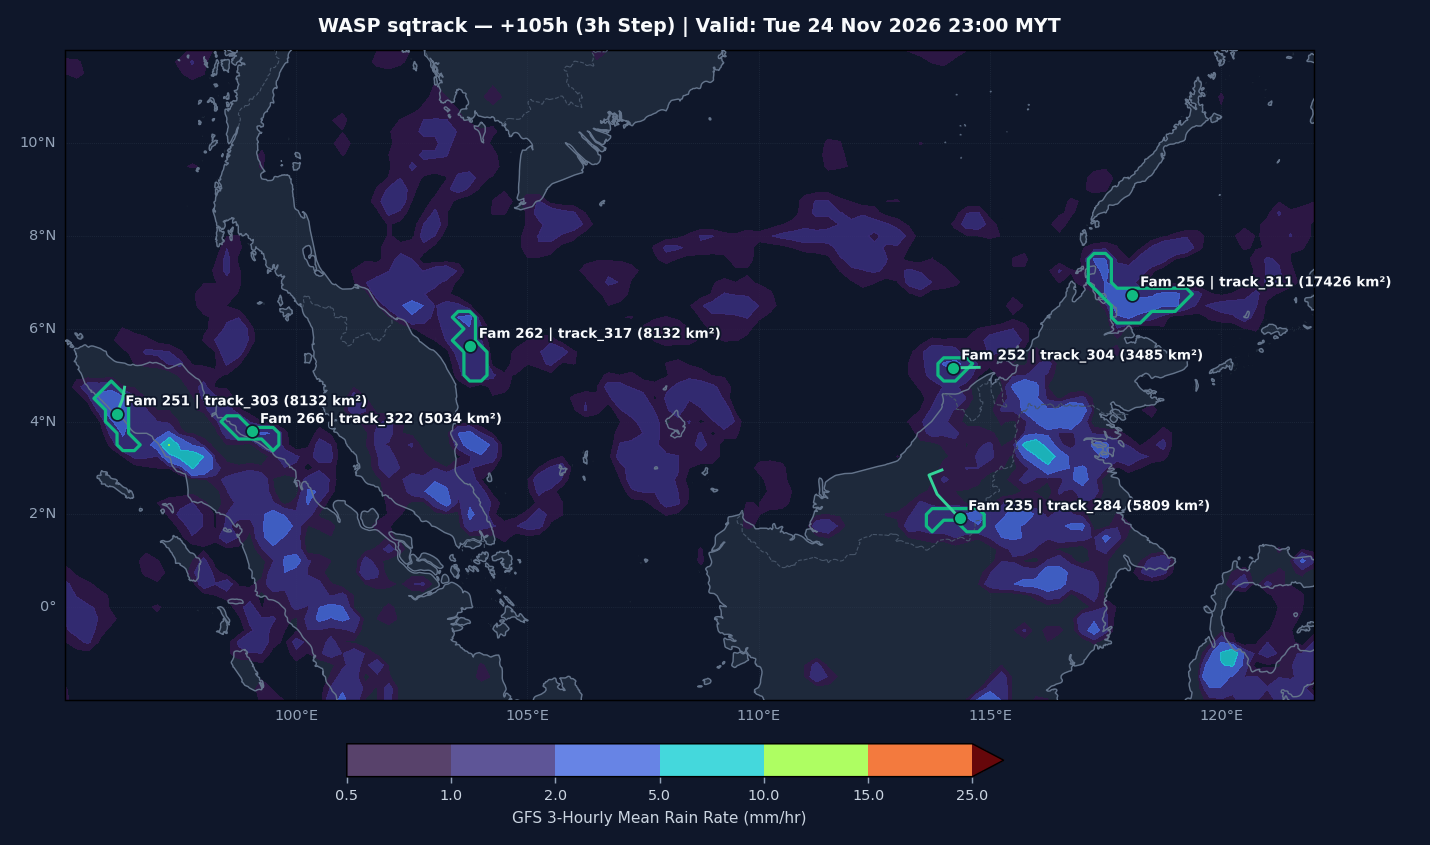 WASP sqtrack — +105h (3h Step) | Valid: Tue 24 Nov 2026 23:00 MYT
10°N
8°N
Fam 256 | track_311 (17426 km²)
6°N
Fam 262 | track_317 (8132 km²)
Fam 252 | track_304 (3485 km²)
Fam 251 | track_303 (8132 km²)
4°N
Fam 266 | track_322 (5034 km²)
2°N
Fam 235 | track_284 (5809 km²)
0°
100°E 105°E 110°E 115°E 120°E
0.5 1.0 2.0 5.0 10.0 15.0 25.0
GFS 3-Hourly Mean Rain Rate (mm/hr)